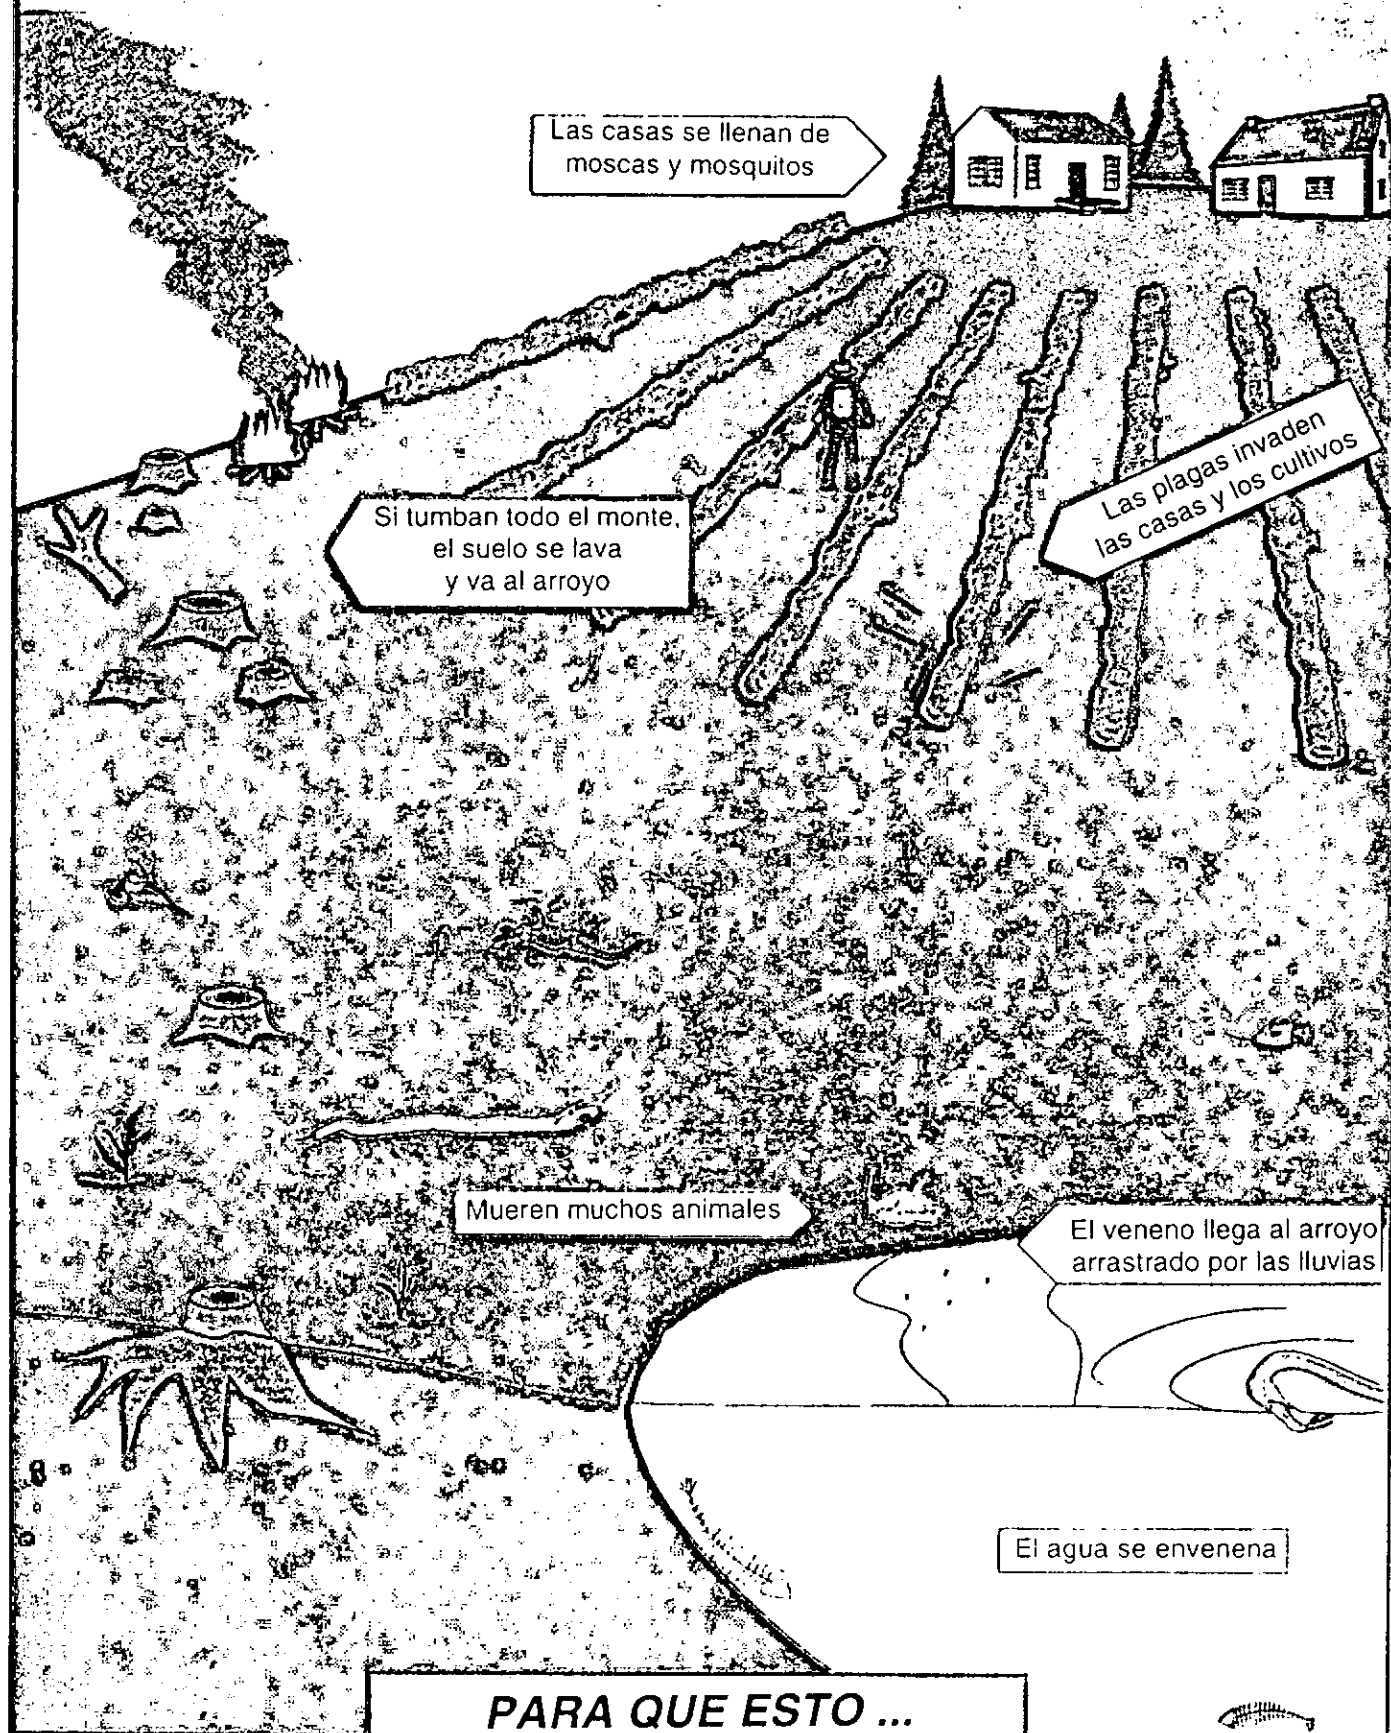 Las casas se llenan de
moscas y mosquitos
Las plagas invaden
las casas y los cultivos
Si tumban todo el monte,
el suelo se lava
y va al arroyo
Mueren muchos animales
El veneno llega al arroyo
arrastrado por las lluvias
El agua se envenena
PARA QUE ESTO ...